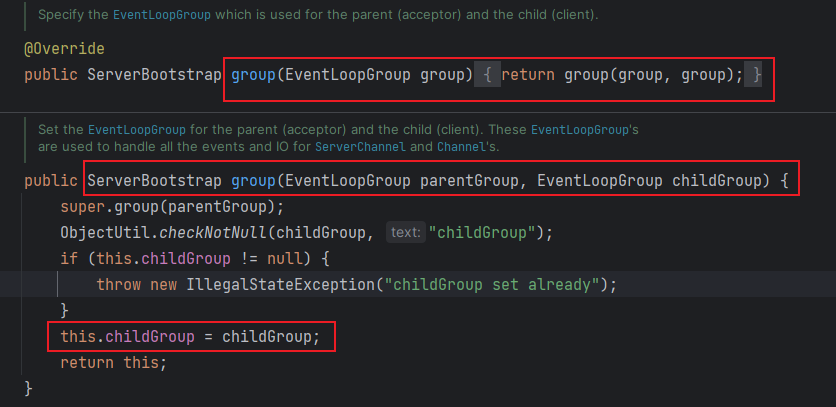 Specify the EventLoopGroup which is used for the parent (acceptor) and the child (client).
@Override
public ServerBootstrap group(EventLoopGroup group) { return group(group, group); }
Set the EventLoopGroup for the parent (acceptor) and the child (client). These EventLoopGroup's
are used to handle all the events and IO for ServerChannel and Channel's.
public ServerBootstrap group(EventLoopGroup parentGroup, EventLoopGroup childGroup) {
super.group(parentGroup);
ObjectUtil.checkNotNull(childGroup, text: "childGroup");
if (this.childGroup != null) {
throw new IllegalStateException("childGroup set already");
}
this.childGroup = childGroup;
return this;
}